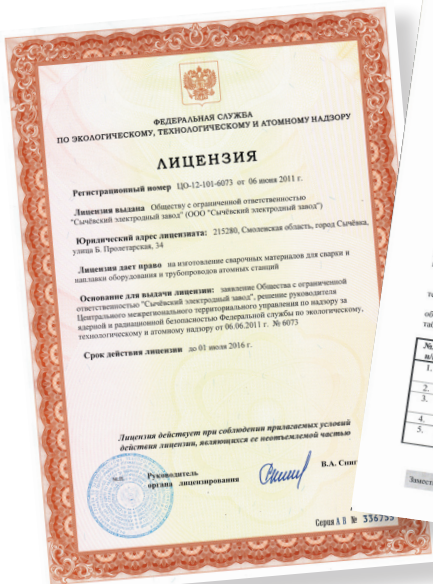 ФЕДЕРАЛЬНАЯ СЛУЖБА
ПО ЭКОЛОГИЧЕСКОМУ, ТЕХНОЛОГИЧЕСКОМУ И АТОМНОМУ НАДЗОРУ
ЛИЦЕНЗИЯ
Регистрационный номер ЦО-12-101-6073 от 06 июня 2011 г.
Лицензия выдана Обществу с ограниченной ответственностью
"Сычёвский электродный завод" (ООО "Сычёвский электродный завод")
Юридический адрес лицензиата: 215280, Смоленская область, город Сычёвка,
улица Б. Пролетарская, 34
Лицензия дает право на изготовление сварочных материалов для сварки и
наплавки оборудования и трубопроводов атомных станций
Основание для выдачи лицензии: заявление Общества с ограниченной
ответственностью "Сычёвский электродный завод", решение руководителя
Центрального межрегионального территориального управления по надзору за
ядерной и радиационной безопасностью Федеральной службы по экологическому,
технологическому и атомному надзору от 06.06.2011 г. № 6073
Срок действия лицензии до 01 июля 2016 г.
Лицензия действует при соблюдении прилагаемых условий
действия лицензии, являющихся ее неотъемлемой частью
М.П.
Руководитель
органа лицензирования
В.А.
Серия А В №
№
п/
1.
2.
3.
4.
5.